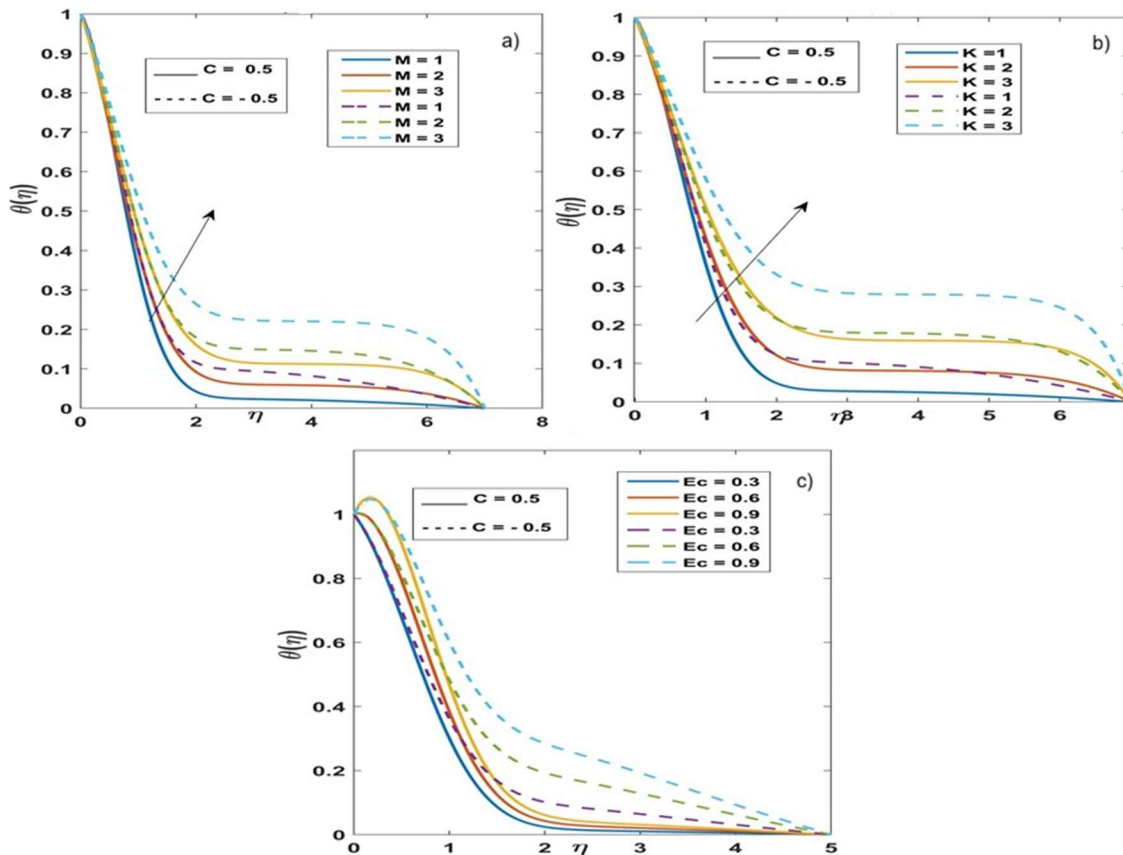 a)
C = 0.5
C = - 0.5
M = 1
M = 2
M = 3
M = 1
M = 2
M = 3
1
0.9
0.8
0.7
0.6
0.5
0.4
0.3
0.2
0.1
0
θ(η)
0 2 4 6 8
η
b)
C = 0.5
C = - 0.5
K =1
K = 2
K = 3
K = 1
K = 2
K = 3
1
0.9
0.8
0.7
0.6
0.5
0.4
0.3
0.2
0.1
0
θ(η)
0 1 2 η3 4 5 6
c)
C = 0.5
C = - 0.5
Ec = 0.3
Ec = 0.6
Ec = 0.9
Ec = 0.3
Ec = 0.6
Ec = 0.9
1
0.8
0.6
0.4
0.2
0
θ(η)
0 1 2 3 4 5
η